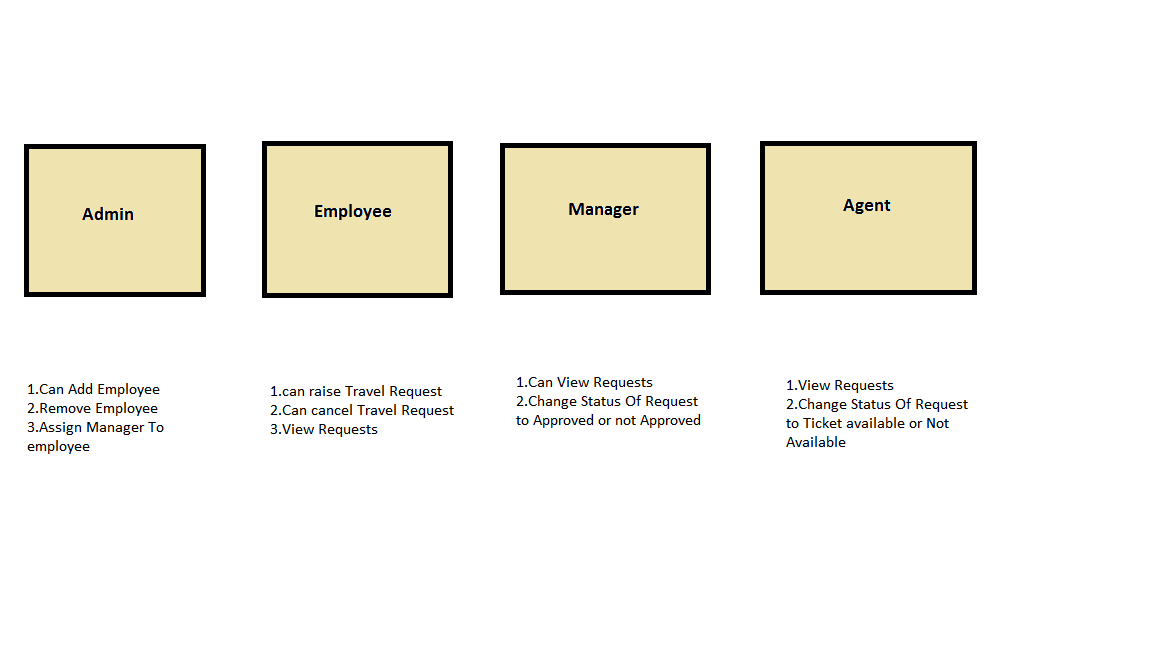 Admin
Employee
Manager
Agent
1.Can Add Employee
2.Remove Employee
3.Assign Manager To
employee
1.can raise Travel Request
2.Can cancel Travel Request
3.View Requests
1.Can View Requests
2.Change Status Of Request
to Approved or not Approved
1.View Requests
2.Change Status Of Request
to Ticket available or Not
Available